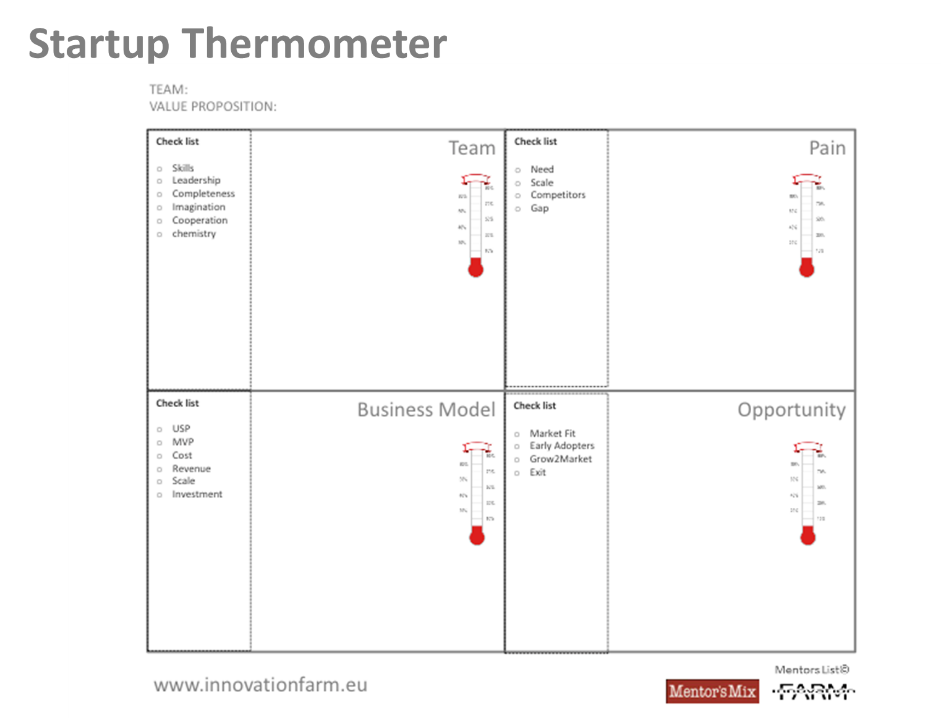 Startup Thermometer
TEAM:
VALUE PROPOSITION:
Check list
Skills
Leadership
Completeness
Imagination
Cooperation
chemistry
Team
Check list
Need
Scale
Competitors
Gap
Pain
Check list
USP
MVP
Cost
Revenue
Scale
Investment
Business Model
Check list
Market Fit
Early Adopters
Grow2Market
Exit
Opportunity
www.innovationfarm.eu
Mentor'sMix
Mentors List©
FARM